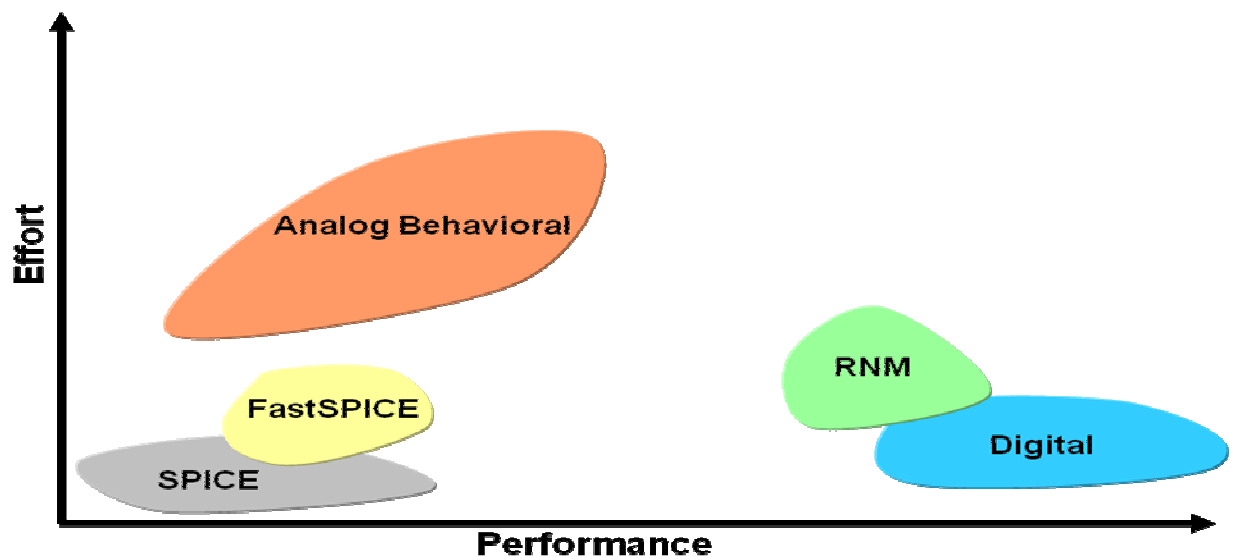 Effort
Analog Behavioral
RNM
FastSPICE
Digital
SPICE
Performance